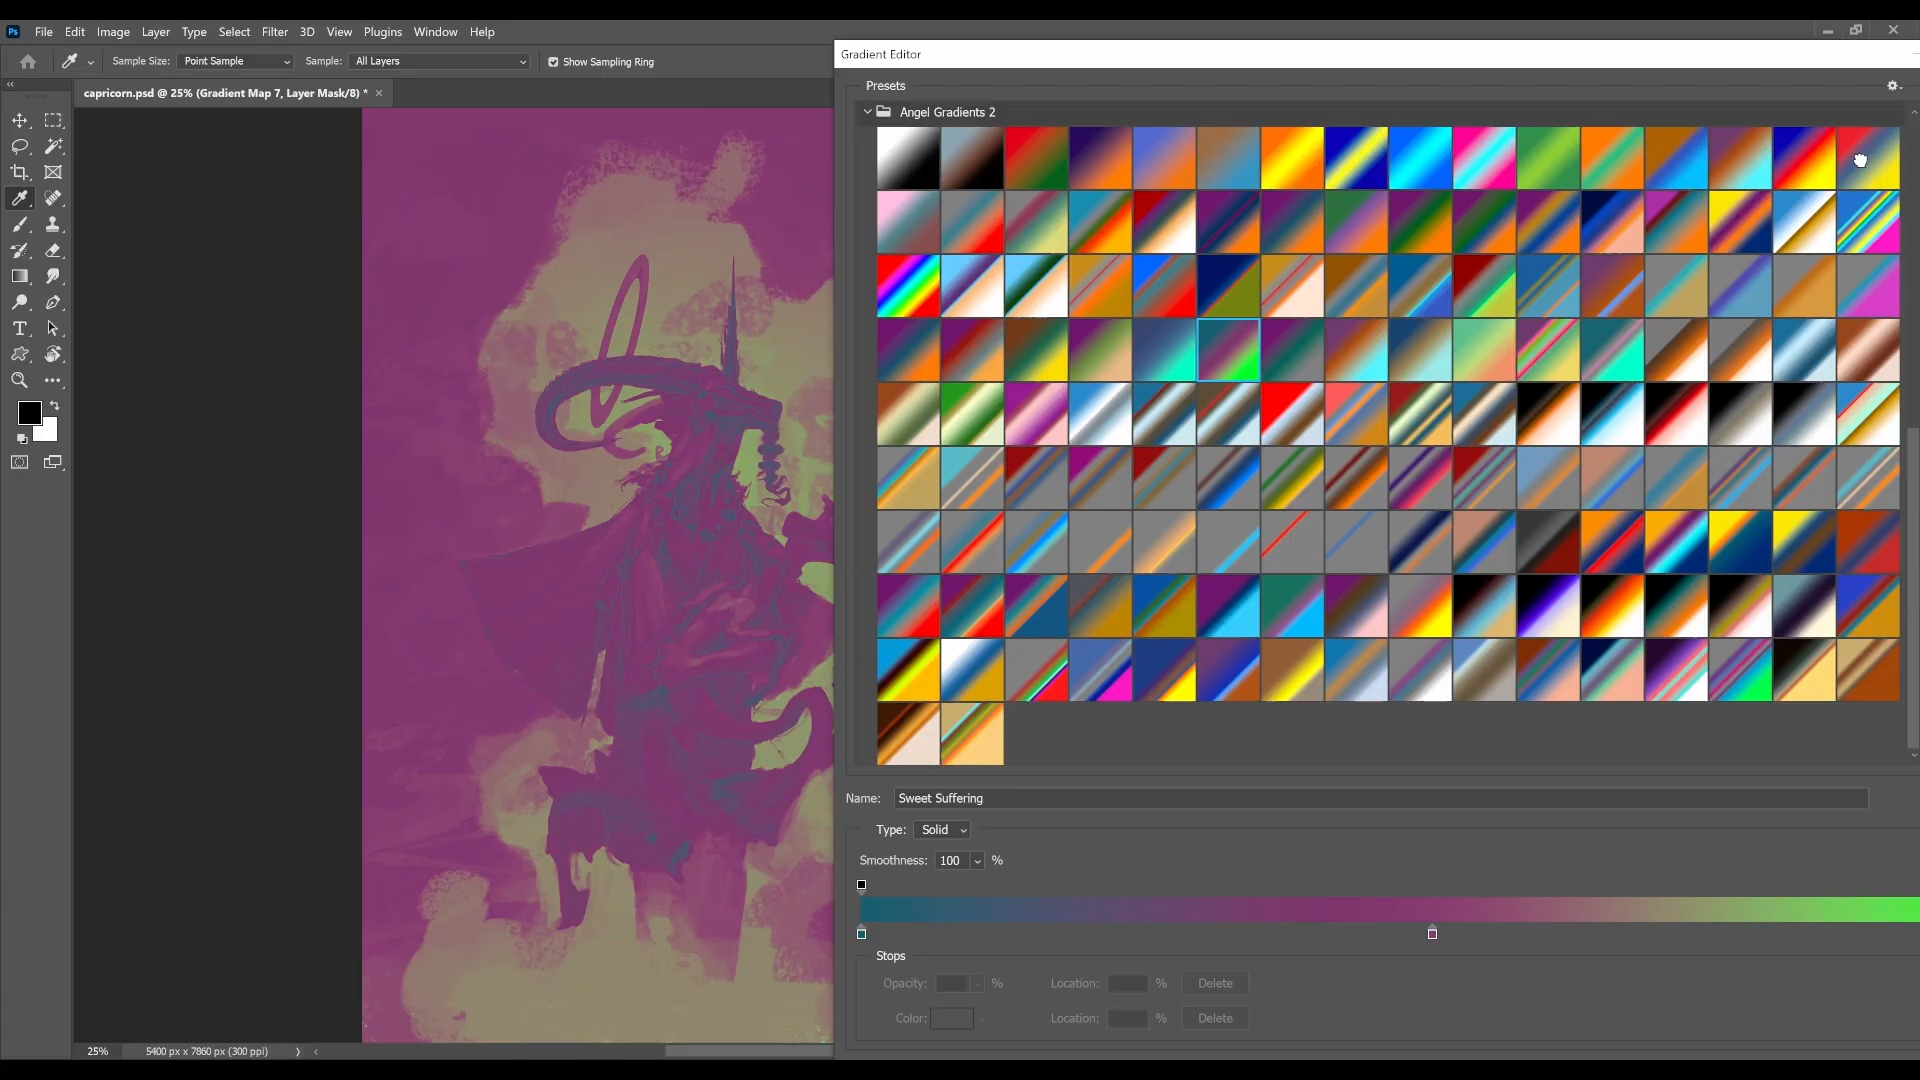 Ps File Edit Image Layer Type Select Filter 3D View Plugins Window Help
Sample Size: Point Sample Sample: All Layers Show Sampling Ring
Gradient Editor
capricorn.psd @ 25% (Gradient Map 7, Layer Mask/8) *
Presets
Angel Gradients 2
Name: Sweet Suffering
Type: Solid
Smoothness: 100 %
Stops
Opacity: % Location: % Delete
Color: Location: % Delete
25% 5400 px x 7860 px (300 ppi)